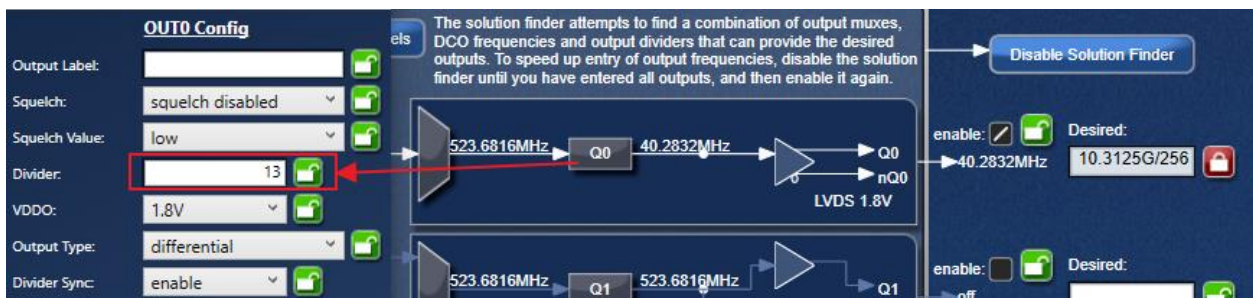 OUT0 Config
Output Label:
Squelch: squelch disabled
Squelch Value: low
Divider: 13
VDDO: 1.8V
Output Type: differential
Divider Sync: enable
els
The solution finder attempts to find a combination of output muxes,
DCO frequencies and output dividers that can provide the desired
outputs. To speed up entry of output frequencies, disable the solution
finder until you have entered all outputs, and then enable it again.
Disable Solution Finder
523.6816MHz Q0 40.2832MHz Q0
nQ0
LVDS 1.8V
enable: Desired:
40.2832MHz 10.3125G/256
523.6816MHz Q1 523.6816MHz Q1
enable: Desired:
off